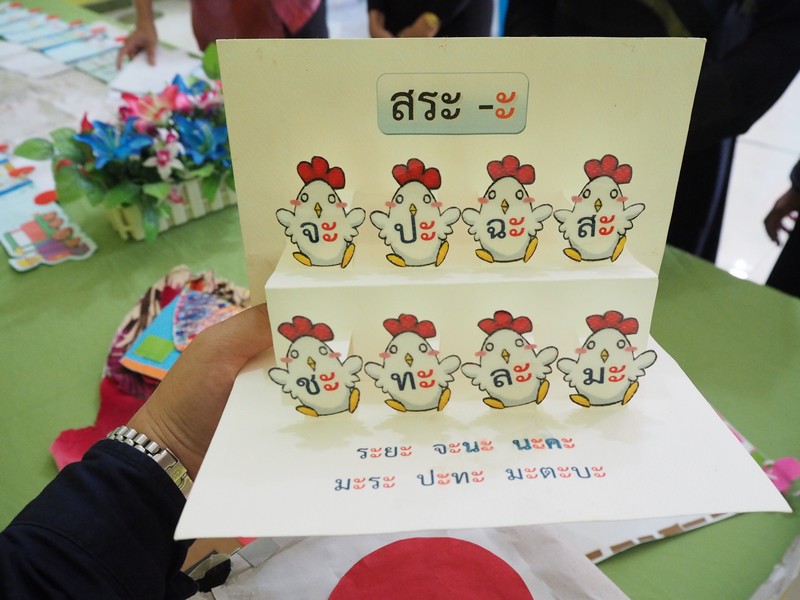 สระ -ะ
จะ ปะ ฉะ สะ
ชะ ทะ ละ มะ
ระยะ จะนะ นะคะ
มะระ ปะทะ มะตะบะ